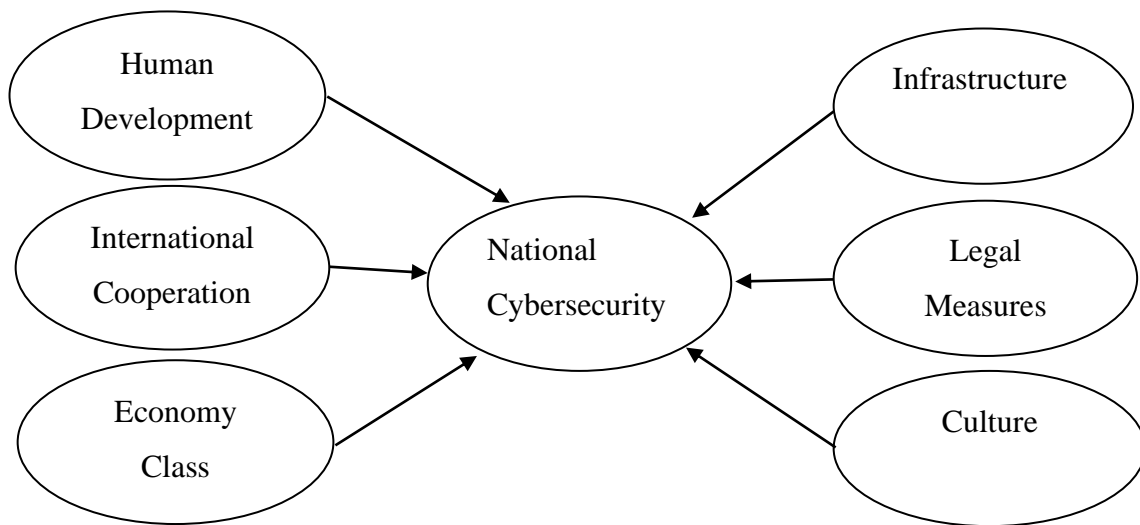 Human
Development
International
Cooperation
Economy
Class
National
Cybersecurity
Infrastructure
Legal
Measures
Culture